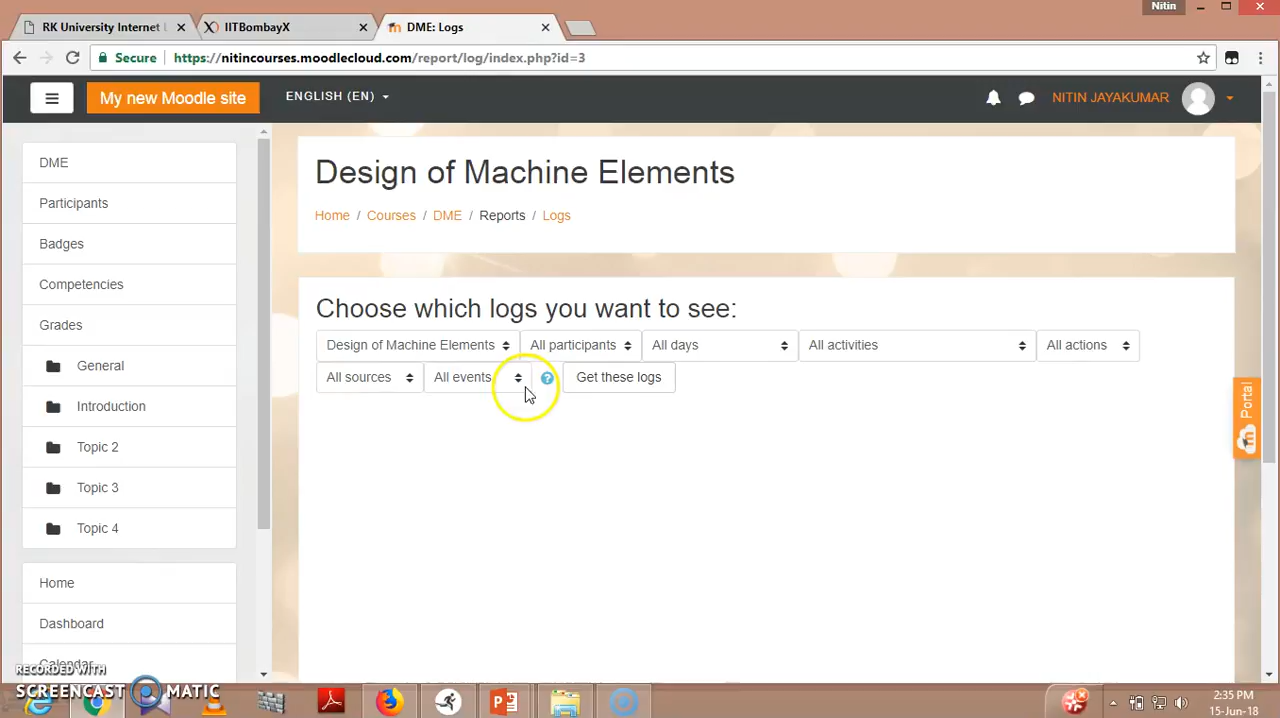 Nitin
RK University Internet
IITBombayX
DME: Logs
Secure
https://nitincourses.moodlecloud.com/report/log/index.php?id=3
My new Moodle site
ENGLISH (EN)
NITIN JAYAKUMAR
DME
Participants
Badges
Competencies
Grades
General
Introduction
Topic 2
Topic 3
Topic 4
Home
Dashboard
Calendar
Design of Machine Elements
Home / Courses / DME / Reports / Logs
Choose which logs you want to see:
Design of Machine Elements All participants All days All activities All actions
All sources All events ? Get these logs
Portal
RECORDED WITH
SCREENCAST MATIC
2:35 PM
15-Jun-18